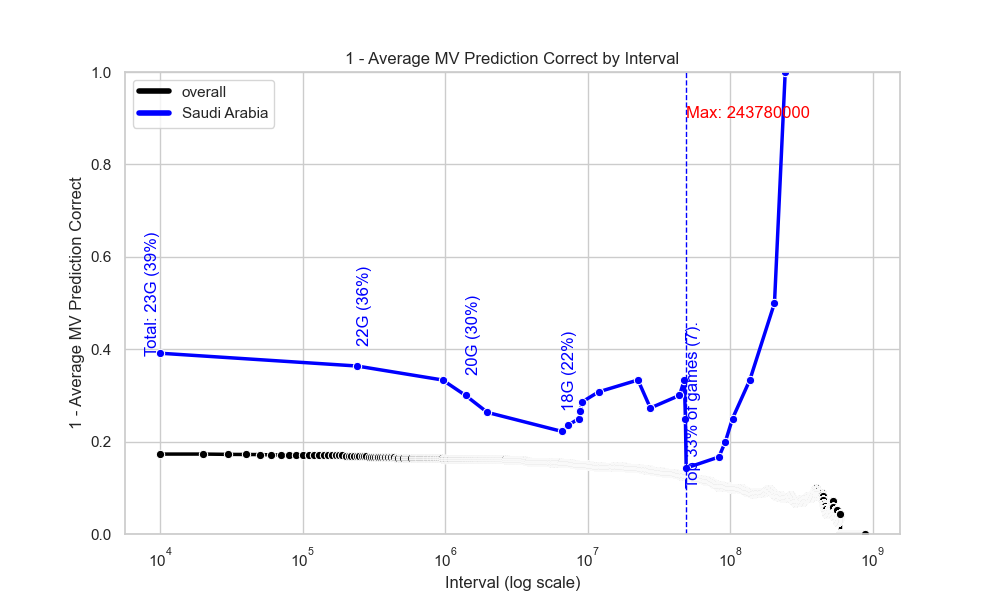 1 - Average MV Prediction Correct by Interval
overall
Saudi Arabia
Max: 243780000
1 - Average MV Prediction Correct
1.0
0.8
0.6
0.4
0.2
0.0
Total: 23G (39%)
22G (36%)
20G (30%)
18G (22%)
Top 33% of games (7).
10^4
10^5
10^6
10^7
10^8
10^9
Interval (log scale)